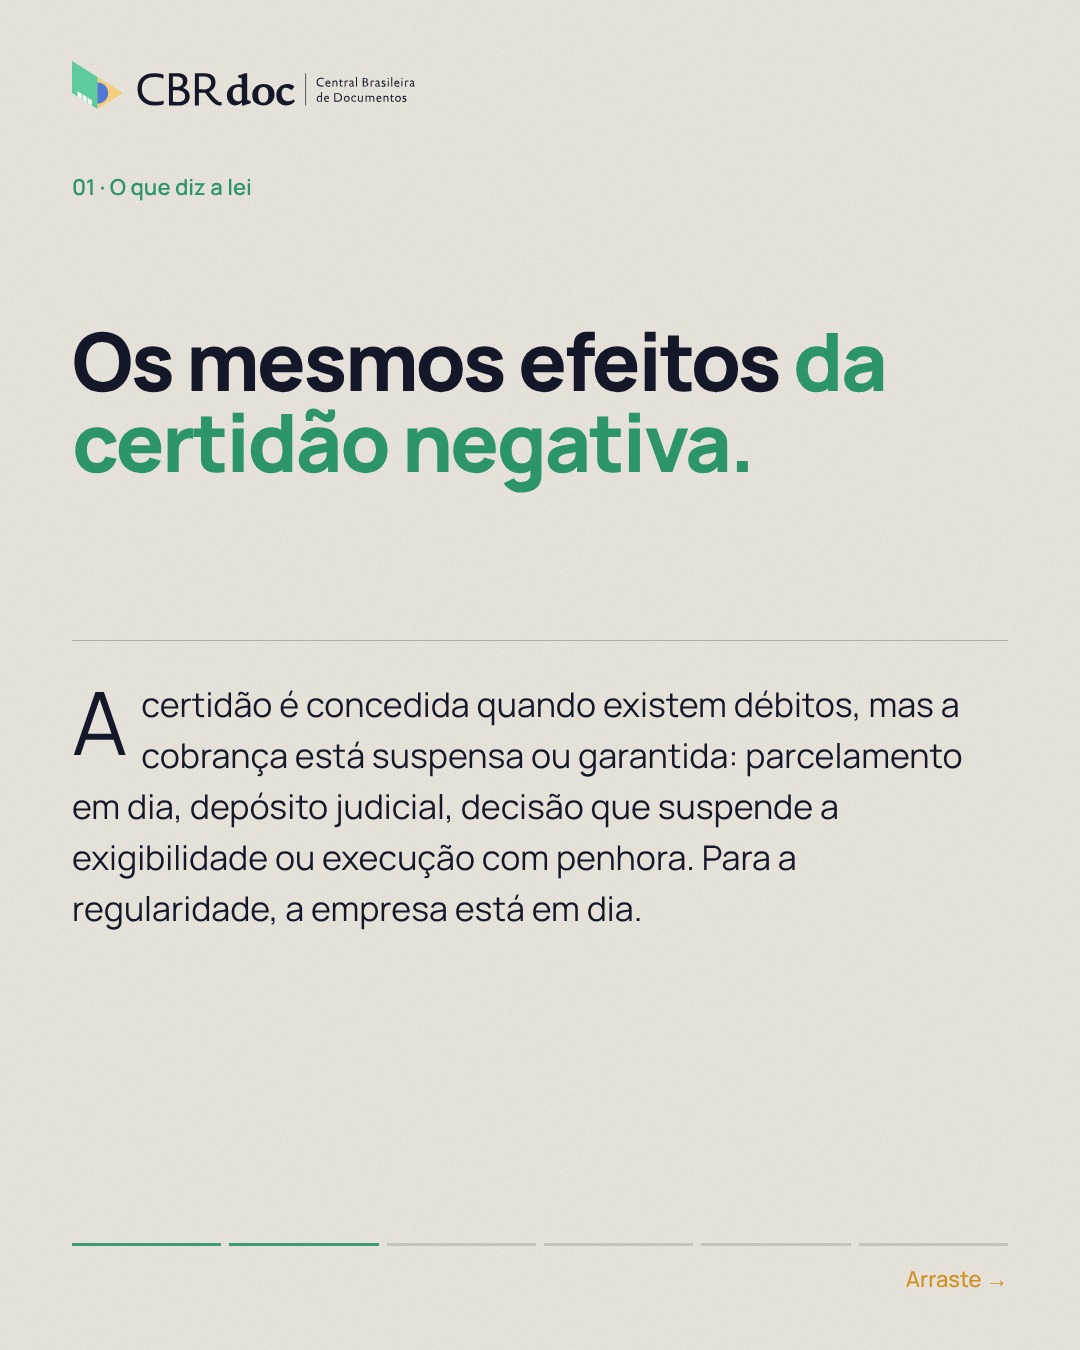 CBRdoc
Central Brasileira
de Documentos
01 · O que diz a lei
Os mesmos efeitos da
certidão negativa.
A certidão é concedida quando existem débitos, mas a
cobrança está suspensa ou garantida: parcelamento
em dia, depósito judicial, decisão que suspende a
exigibilidade ou execução com penhora. Para a
regularidade, a empresa está em dia.
Arraste →